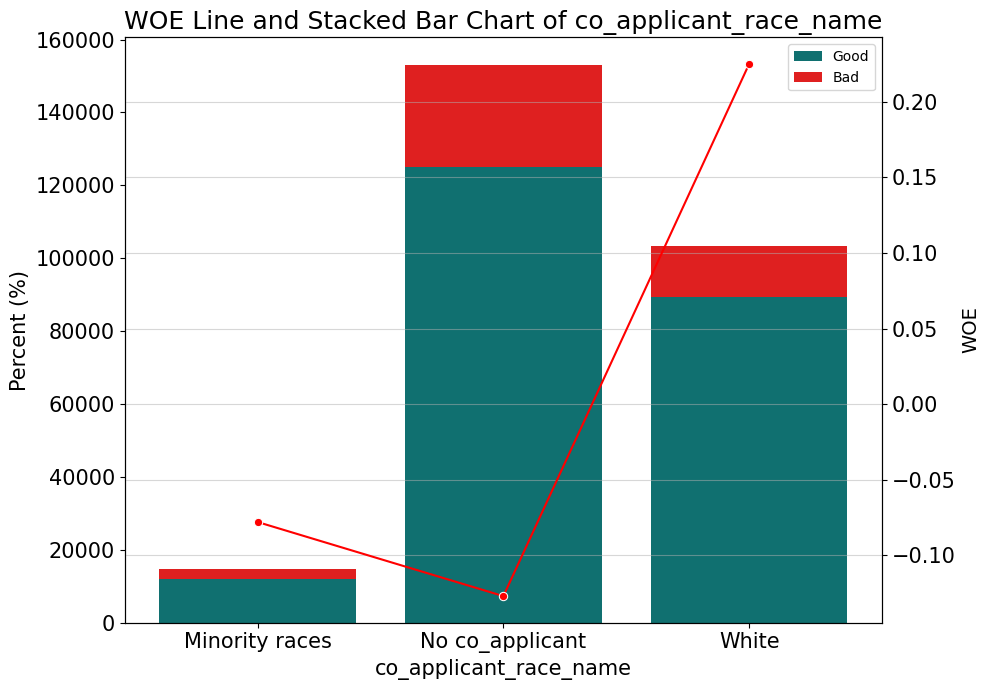 WOE Line and Stacked Bar Chart of co_applicant_race_name
Good
Bad
Percent (%)
160000
140000
120000
100000
80000
60000
40000
20000
0
0.20
0.15
0.10
0.05
0.00
−0.05
−0.10
WOE
Minority races
No co_applicant
White
co_applicant_race_name